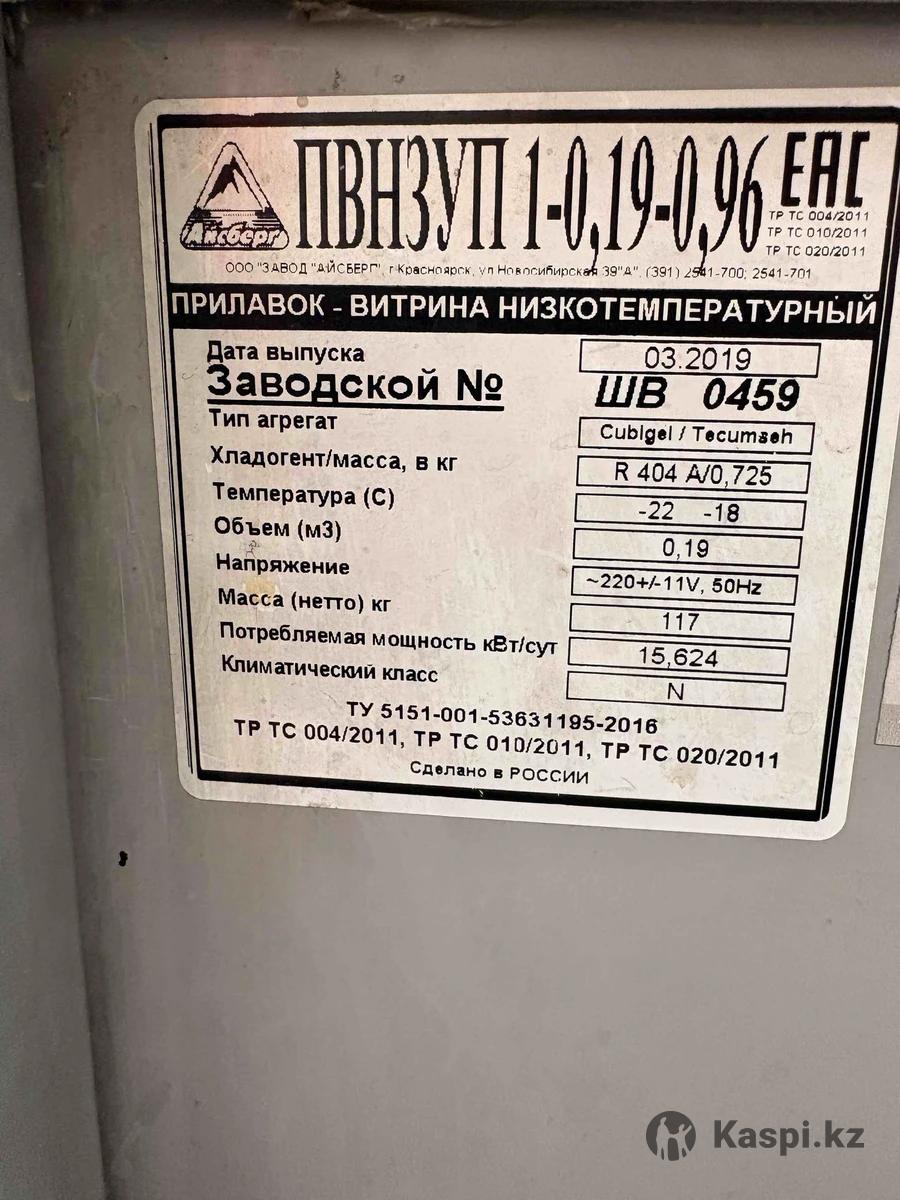 ПВНЗУП 1-0,19-0,96 EAC
ТР ТС 004/2011
ТР ТС 010/2011
ТР ТС 020/2011
Айсберг
ООО "ЗАВОД "АЙСБЕРГ", г.Красноярск, ул.Новосибирская 39"А", (391) 2541-700; 2541-701
ПРИЛАВОК - ВИТРИНА НИЗКОТЕМПЕРАТУРНЫЙ
Дата выпуска 03.2019
Заводской № ШВ 0459
Тип агрегат Cubigel / Tecumseh
Хладогент/масса, в кг R 404 A/0,725
Температура (С) -22 -18
Объем (м3) 0,19
Напряжение ~220+/-11V, 50Hz
Масса (нетто) кг 117
Потребляемая мощность кВт/сут 15,624
Климатический класс N
ТУ 5151-001-53631195-2016
ТР ТС 004/2011, ТР ТС 010/2011, ТР ТС 020/2011
Сделано в РОССИИ
Kaspi.kz